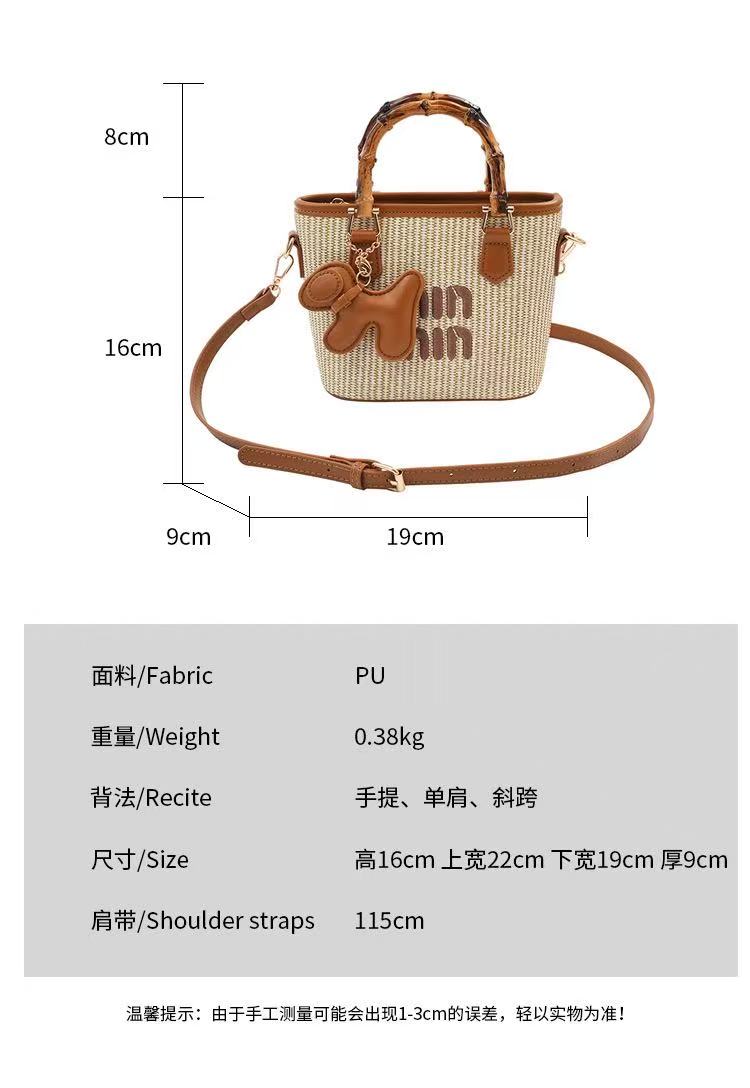 8cm
16cm
9cm
19cm
面料/Fabric PU
重量/Weight 0.38kg
背法/Recite 手提、单肩、斜跨
尺寸/Size 高16cm 上宽22cm 下宽19cm 厚9cm
肩带/Shoulder straps 115cm
温馨提示：由于手工测量可能会出现1-3cm的误差，轻以实物为准！